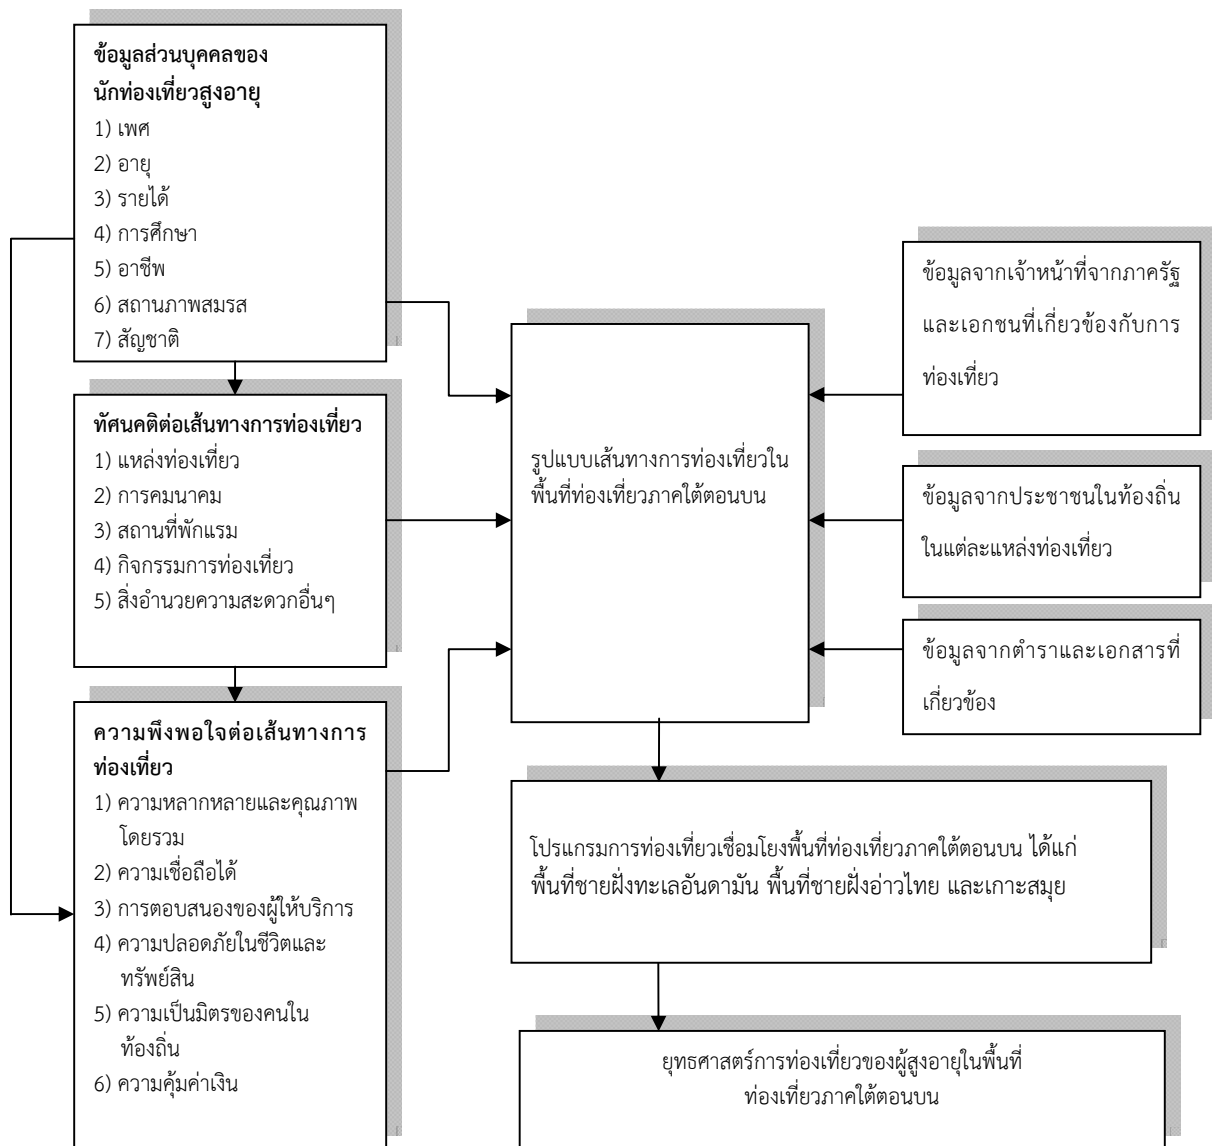 ข้อมูลส่วนบุคคลของ
นักท่องเที่ยวสูงอายุ
1) เพศ
2) อายุ
3) รายได้
4) การศึกษา
5) อาชีพ
6) สถานภาพสมรส
7) สัญชาติ
ทัศนคติต่อเส้นทางการท่องเที่ยว
1) แหล่งท่องเที่ยว
2) การคมนาคม
3) สถานที่พักแรม
4) กิจกรรมการท่องเที่ยว
5) สิ่งอำนวยความสะดวกอื่นๆ
ความพึงพอใจต่อเส้นทางการ
ท่องเที่ยว
1) ความหลากหลายและคุณภาพ
โดยรวม
2) ความเชื่อถือได้
3) การตอบสนองของผู้ให้บริการ
4) ความปลอดภัยในชีวิตและ
ทรัพย์สิน
5) ความเป็นมิตรของคนใน
ท้องถิ่น
6) ความคุ้มค่าเงิน
รูปแบบเส้นทางการท่องเที่ยวใน
พื้นที่ท่องเที่ยวภาคใต้ตอนบน
ข้อมูลจากเจ้าหน้าที่จากภาครัฐ
และเอกชนที่เกี่ยวข้องกับการ
ท่องเที่ยว
ข้อมูลจากประชาชนในท้องถิ่น
ในแต่ละแหล่งท่องเที่ยว
ข้อมูลจากตำราและเอกสารที่
เกี่ยวข้อง
โปรแกรมการท่องเที่ยวเชื่อมโยงพื้นที่ท่องเที่ยวภาคใต้ตอนบน ได้แก่
พื้นที่ชายฝั่งทะเลอันดามัน พื้นที่ชายฝั่งอ่าวไทย และเกาะสมุย
ยุทธศาสตร์การท่องเที่ยวของผู้สูงอายุในพื้นที่
ท่องเที่ยวภาคใต้ตอนบน